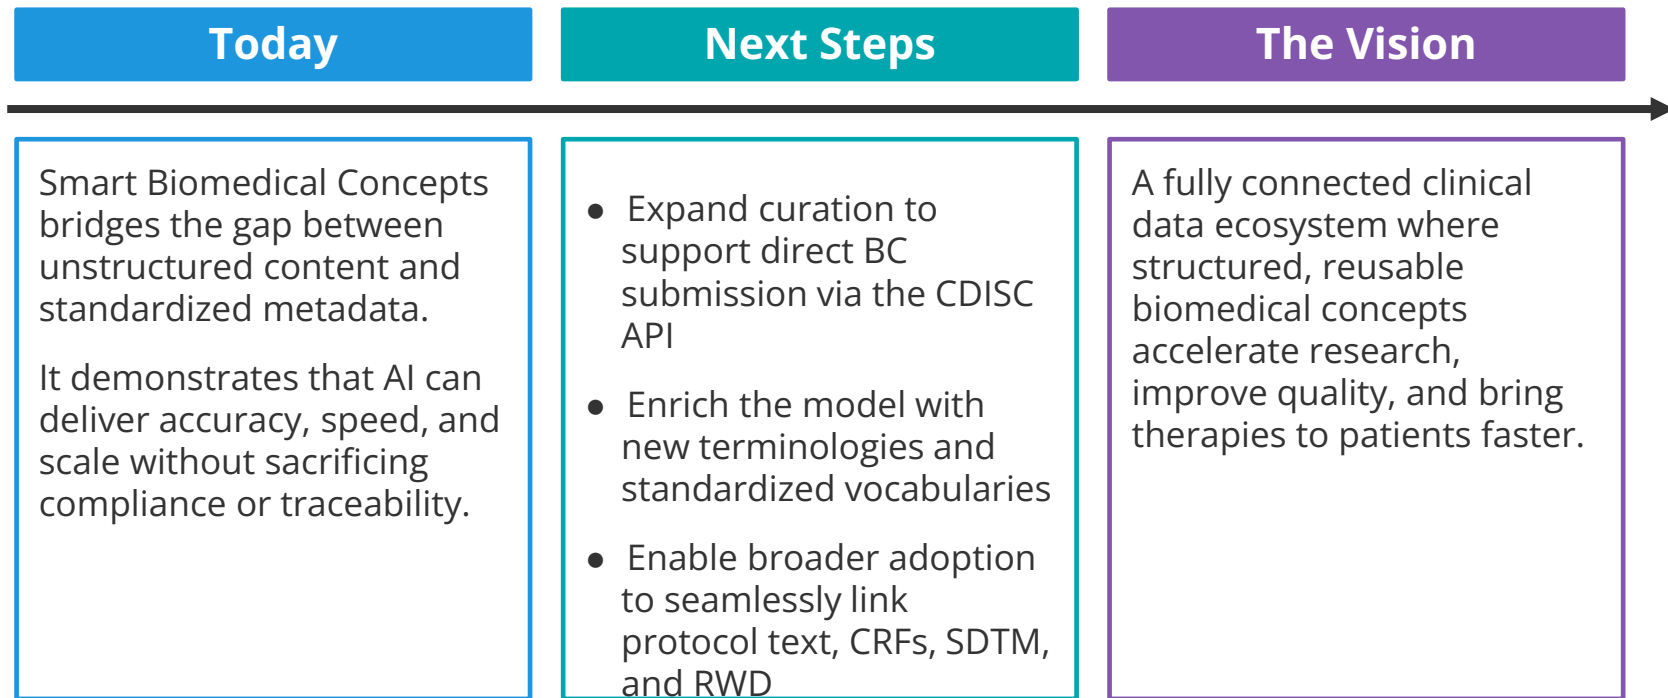 Today
Next Steps
The Vision
Smart Biomedical Concepts
bridges the gap between
unstructured content and
standardized metadata.
It demonstrates that AI can
deliver accuracy, speed, and
scale without sacrificing
compliance or traceability.
● Expand curation to
support direct BC
submission via the CDISC
API
● Enrich the model with
new terminologies and
standardized vocabularies
● Enable broader adoption
to seamlessly link
protocol text, CRFs, SDTM,
and RWD
A fully connected clinical
data ecosystem where
structured, reusable
biomedical concepts
accelerate research,
improve quality, and bring
therapies to patients faster.